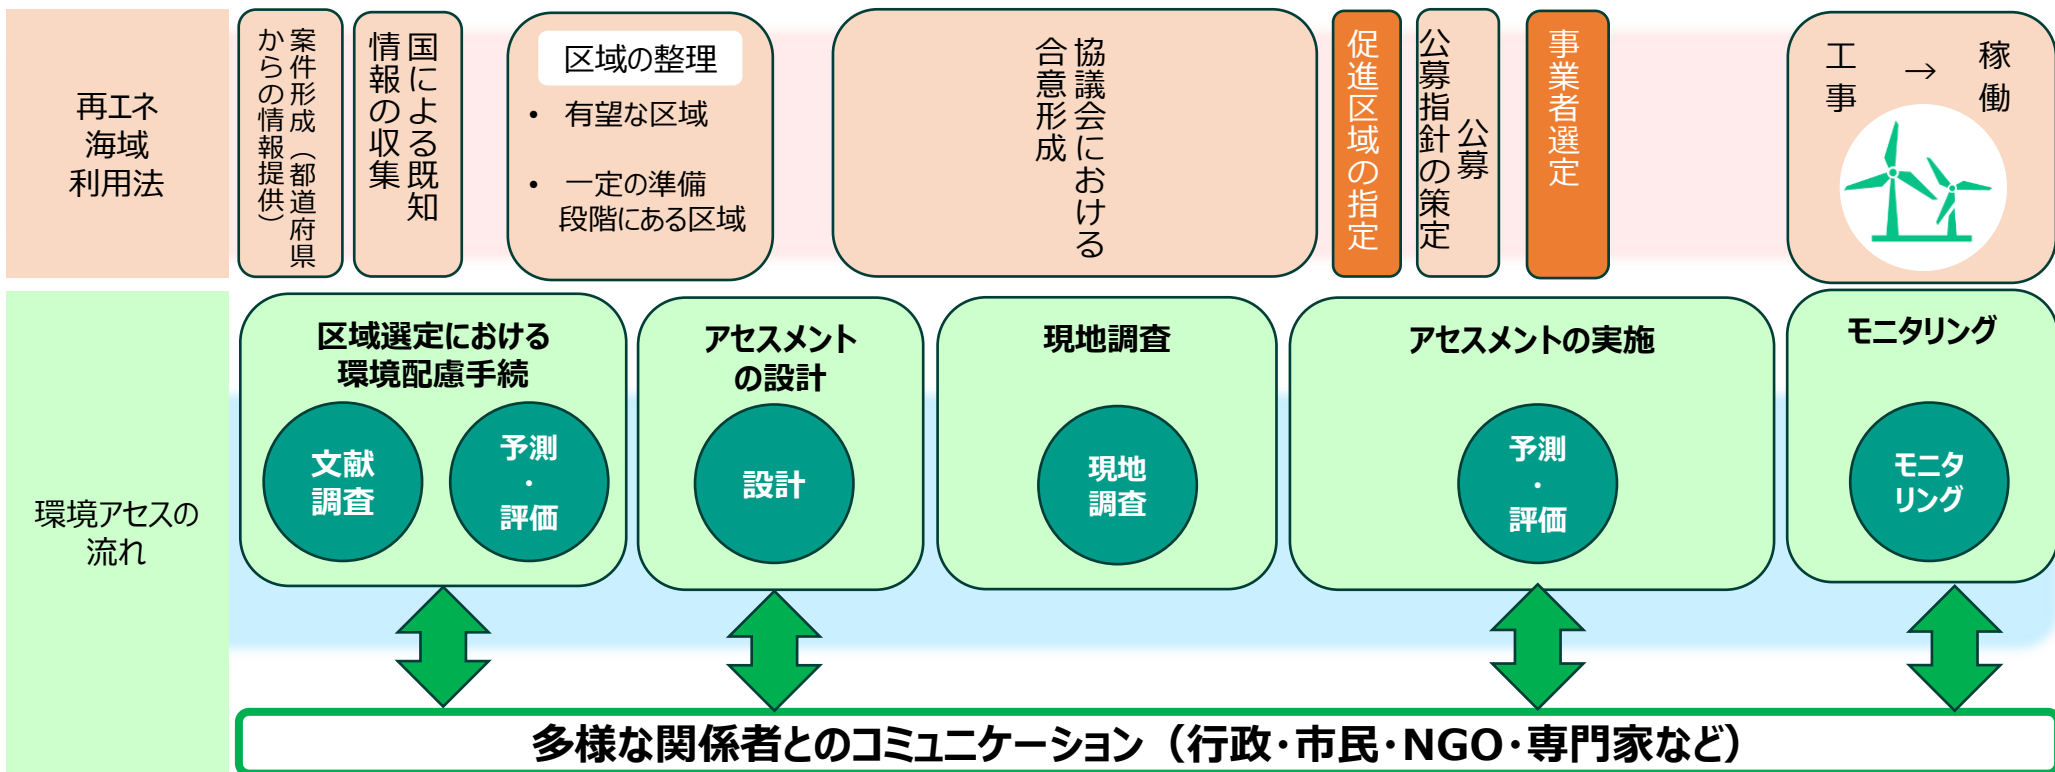 再エネ
海域
利用法
案件形成（都道府県
からの情報提供）
国による既知
情報の収集
区域の整理
• 有望な区域
• 一定の準備
段階にある区域
協議会における
合意形成
促進区域の指定
公募
公募指針の策定
事業者選定
工事 → 稼働
環境アセスの
流れ
区域選定における
環境配慮手続
文献
調査
予測
・
評価
アセスメント
の設計
設計
現地調査
現地
調査
アセスメントの実施
予測
・
評価
モニタリング
モニタ
リング
多様な関係者とのコミュニケーション（行政･市民･NGO･専門家など）